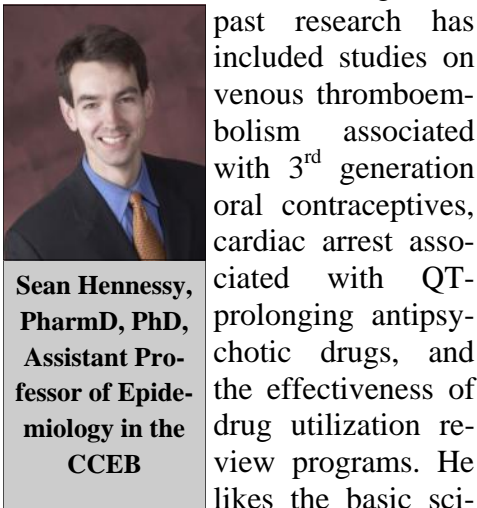 past research has
included studies on
venous thromboem-
bolism associated
with 3rd generation
oral contraceptives,
cardiac arrest asso-
ciated with QT-
prolonging antipsy-
chotic drugs, and
the effectiveness of
drug utilization re-
view programs. He
likes the basic sci-
Sean Hennessy,
PharmD, PhD,
Assistant Pro-
fessor of Epide-
miology in the
CCEB